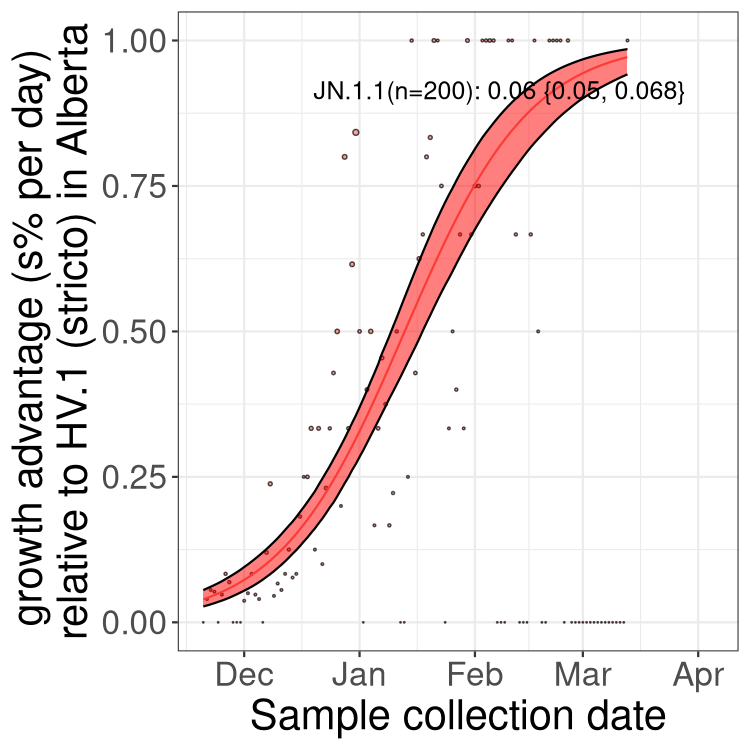 growth advantage (s% per day)
relative to HV.1 (stricto) in Alberta
1.00
0.75
0.50
0.25
0.00
JN.1.1(n=200): 0.06 {0.05, 0.068}
Dec Jan Feb Mar Apr
Sample collection date